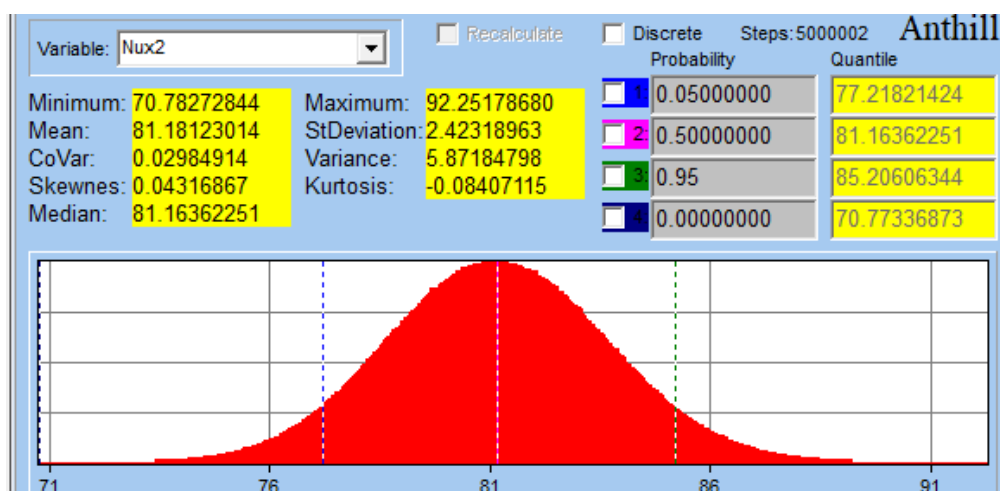 Variable: Nux2 Recalculate Discrete Steps:5000002 Anthill
Probability Quantile
Minimum: 70.78272844 Maximum: 92.25178680 1 0.05000000 77.21821424
Mean: 81.18123014 StDeviation: 2.42318963 2: 0.50000000 81.16362251
CoVar: 0.02984914 Variance: 5.87184798 3: 0.95 85.20606344
Skewnes: 0.04316867 Kurtosis: -0.08407115 4 0.00000000 70.77336873
Median: 81.16362251
71 76 81 86 91